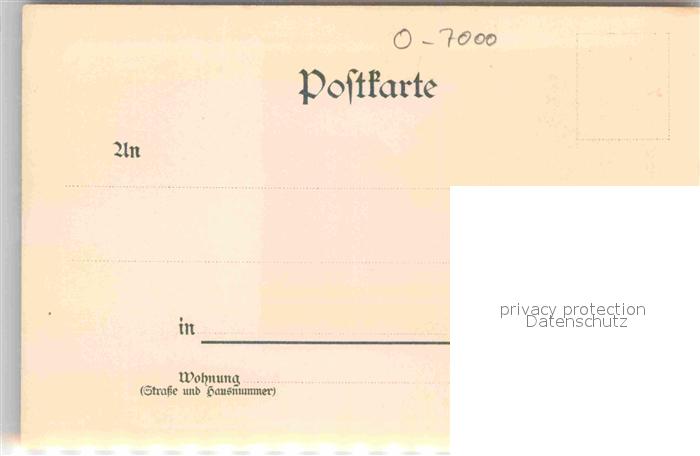 O-7000
Poſtkarte
An
in
privacy protection
Datenschutz
Wohnung
(Straße und Hausnummer)